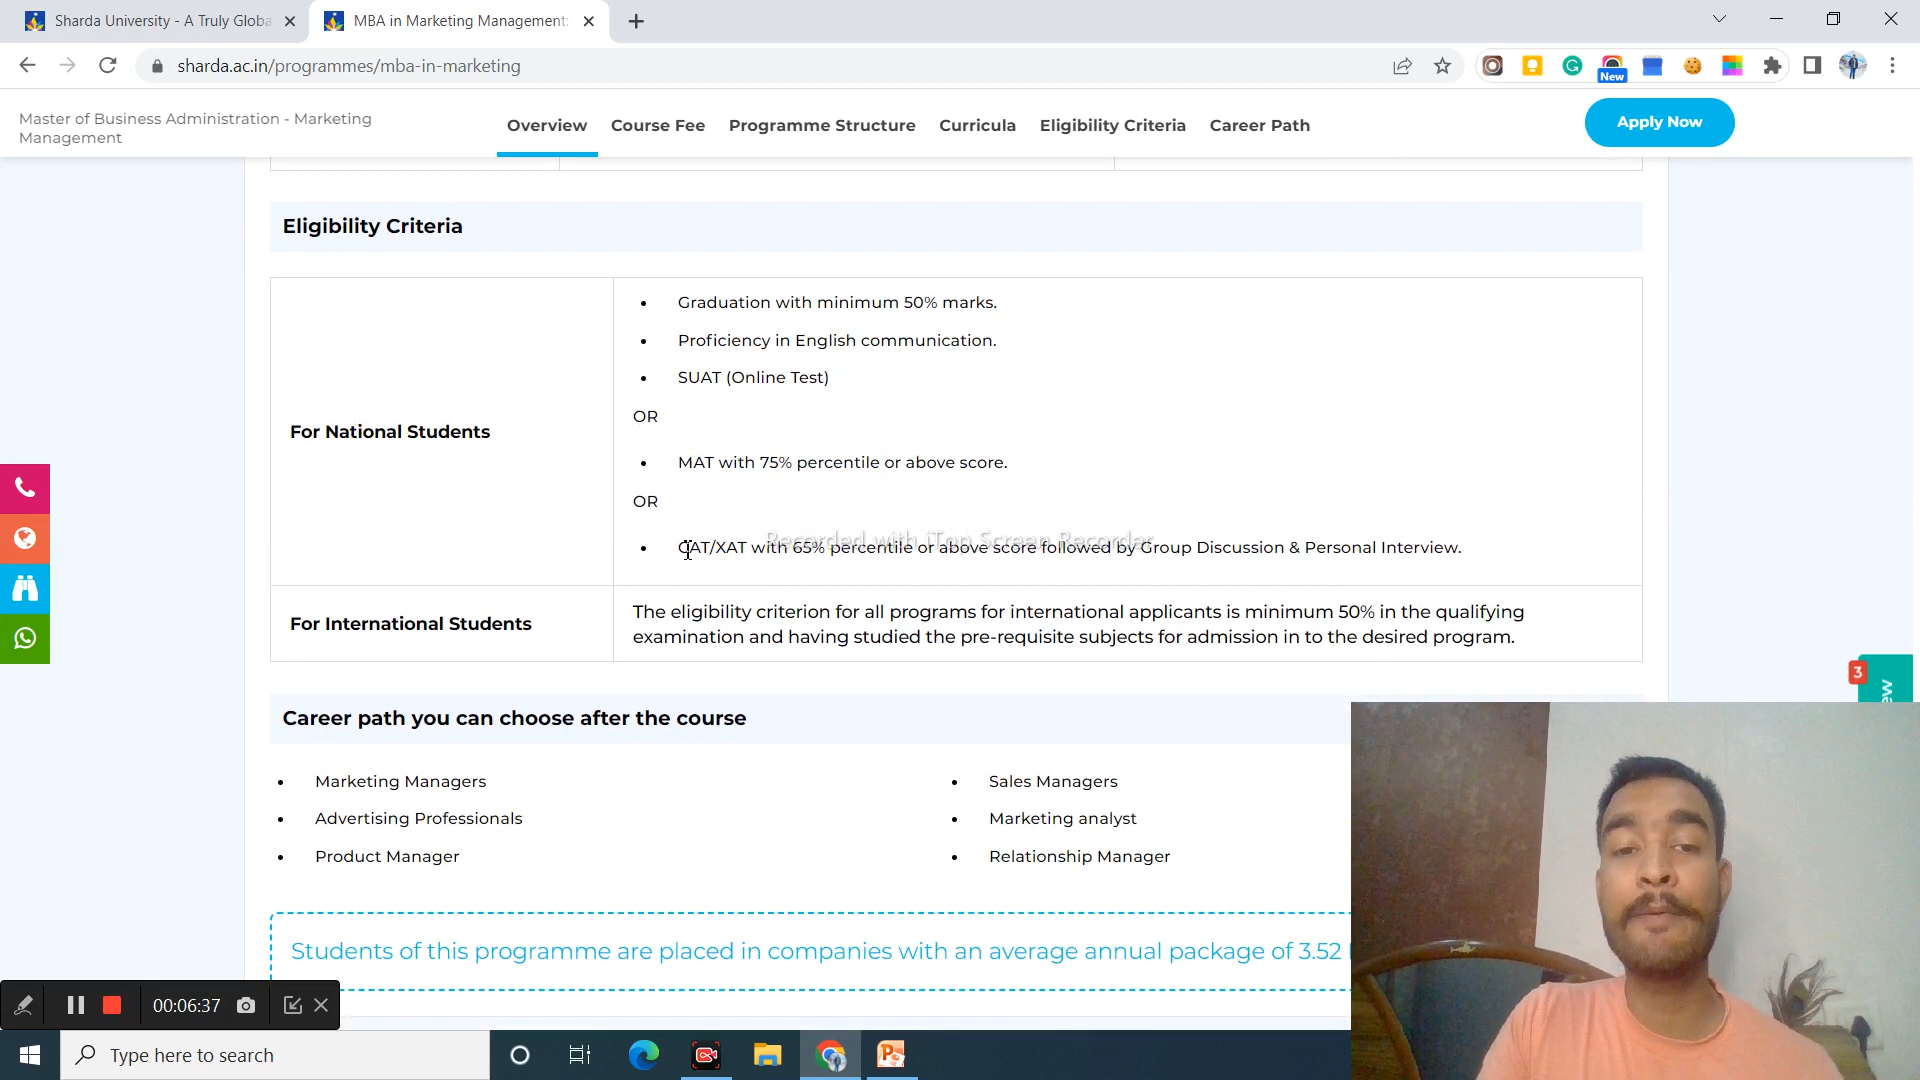 Sharda University - A Truly Globa
MBA in Marketing Management
sharda.ac.in/programmes/mba-in-marketing
New
Master of Business Administration - Marketing
Management
Overview
Course Fee
Programme Structure
Curricula
Eligibility Criteria
Career Path
Apply Now
Eligibility Criteria
For National Students
• Graduation with minimum 50% marks.
• Proficiency in English communication.
• SUAT (Online Test)
OR
• MAT with 75% percentile or above score.
OR
Recorded with iTop Screen Recorder
• CAT/XAT with 65% percentile or above score followed by Group Discussion & Personal Interview.
For International Students
The eligibility criterion for all programs for international applicants is minimum 50% in the qualifying
examination and having studied the pre-requisite subjects for admission in to the desired program.
3
Career path you can choose after the course
• Marketing Managers
• Sales Managers
• Advertising Professionals
• Marketing analyst
• Product Manager
• Relationship Manager
Students of this programme are placed in companies with an average annual package of 3.52
00:06:37
Type here to search